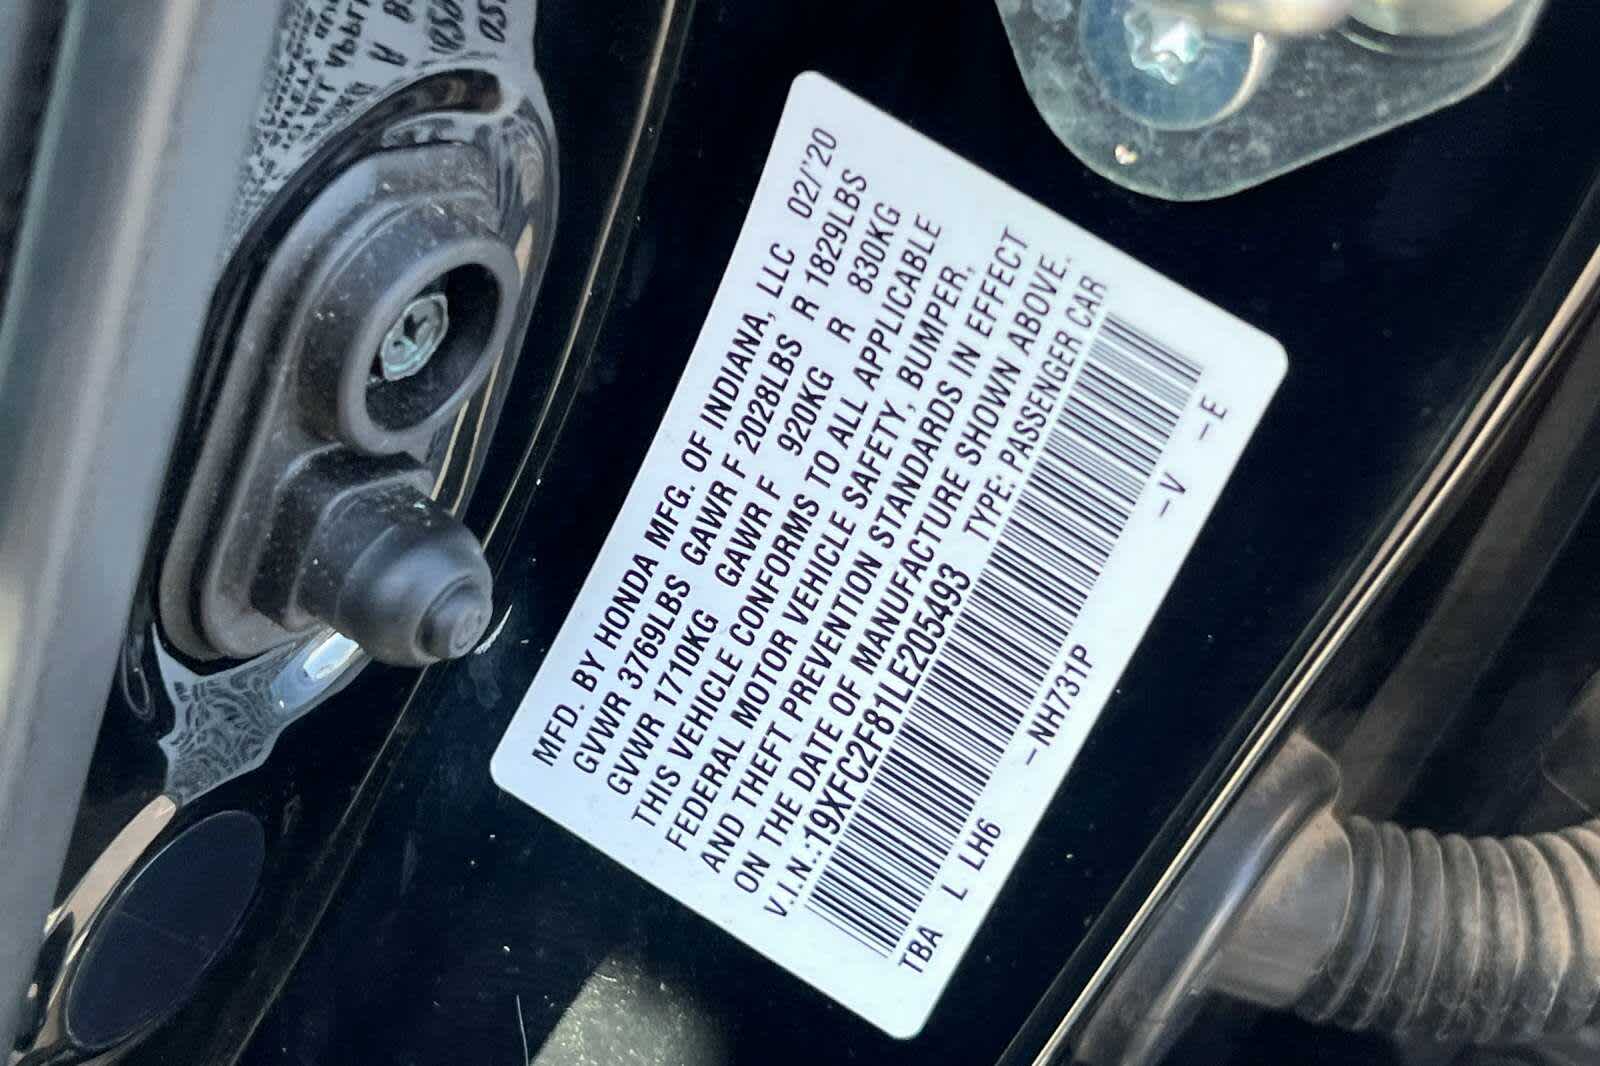 MFD. BY HONDA MFG. OF INDIANA, LLC 02/'20
GVWR 3769LBS GAWR F 2028LBS R 1829LBS
GVWR 1710KG GAWR F 920KG R 830KG
THIS VEHICLE CONFORMS TO ALL APPLICABLE
FEDERAL MOTOR VEHICLE SAFETY, BUMPER,
AND THEFT PREVENTION STANDARDS IN EFFECT
ON THE DATE OF MANUFACTURE SHOWN ABOVE.
V.I.N.:19XFC2F81LE205493 TYPE: PASSENGER CAR
TBA L LH6 -NH731P -V -E